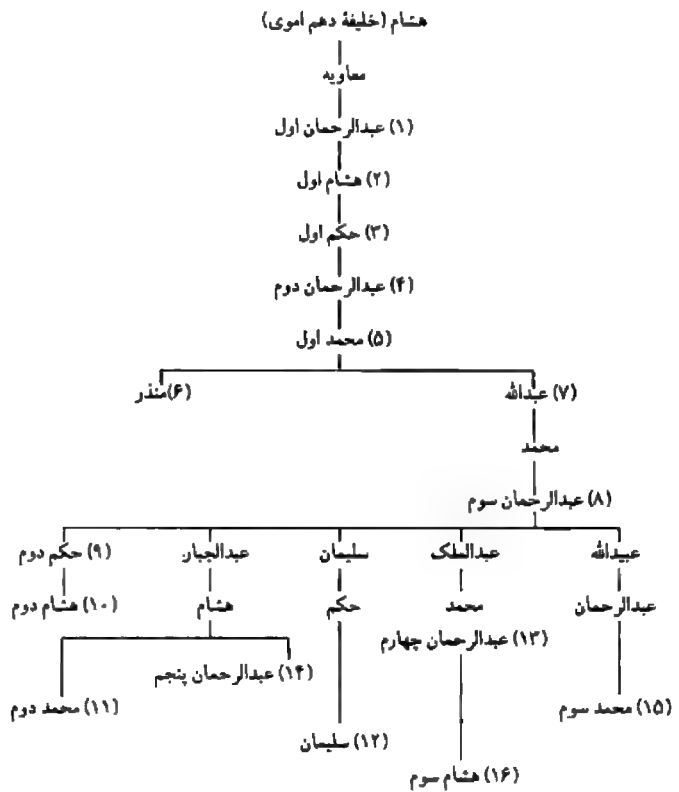 هشام (خلیفهٔ دهم اموی)
معاویه
(۱) عبدالرحمان اول
(۲) هشام اول
(۳) حکم اول
(۴) عبدالرحمان دوم
(۵) محمد اول
(۷) عبدالله
(۶) منذر
محمد
(۸) عبدالرحمان سوم
عبیدالله
عبدالملک
سلیمان
عبدالجبار
(۹) حکم دوم
عبدالرحمان
محمد
حکم
هشام
(۱۰) هشام دوم
(۱۳) عبدالرحمان چهارم
(۱۴) عبدالرحمان پنجم
(۱۵) محمد سوم
(۱۱) محمد دوم
(۱۲) سلیمان
(۱۶) هشام سوم